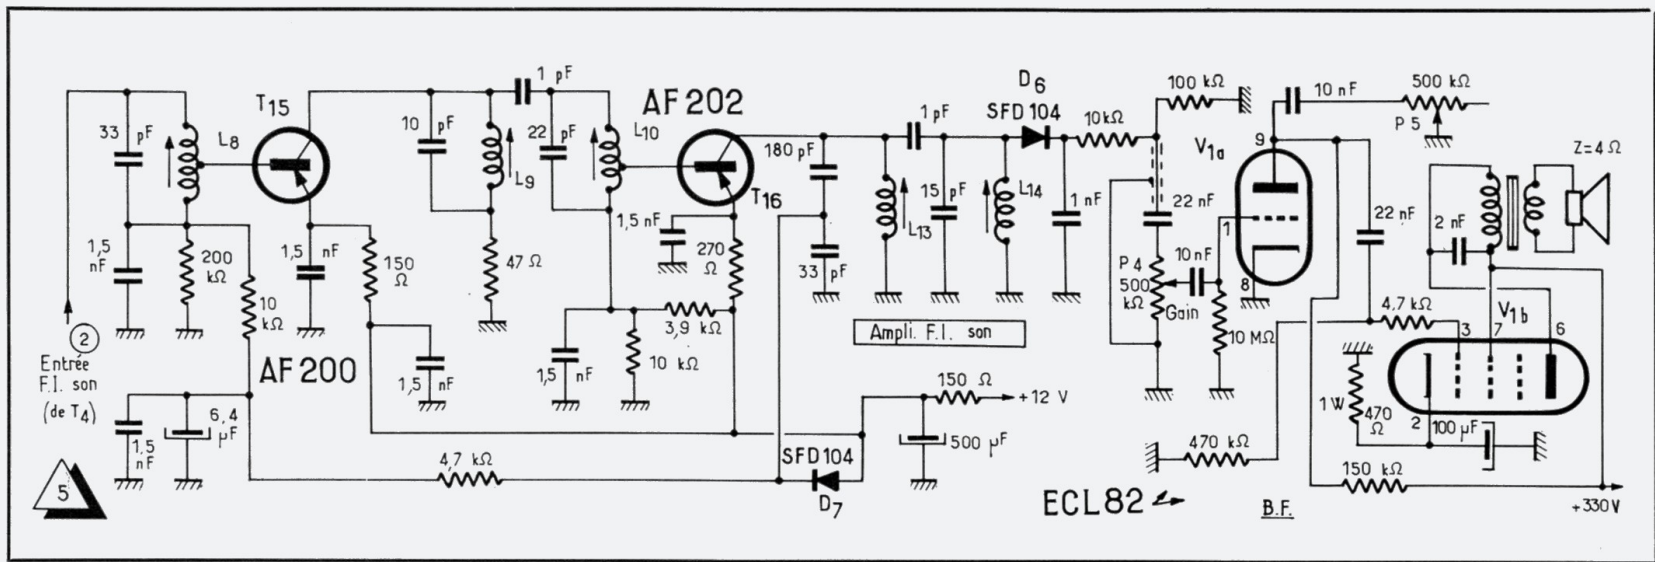 T15
33 pF
L8
1,5 nF
200 kΩ
10 kΩ
2
Entrée
F.I. son
(de T4)
1,5 nF
6,4 µF
5
AF 200
1,5 nF
150 Ω
1,5 nF
10 pF
L9
47 Ω
1 pF
22 pF
L10
AF 202
T16
1,5 nF
270 Ω
3,9 kΩ
1,5 nF
10 kΩ
4,7 kΩ
SFD 104
D7
180 pF
33 pF
L13
1 pF
15 pF
L14
D6
SFD 104
10 kΩ
1 nF
Ampli. F.I. son
150 Ω
+12 V
500 µF
100 kΩ
22 nF
P4
500 kΩ
Gain
10 nF
10 MΩ
V1a
9
1
8
10 nF
500 kΩ
P5
22 nF
Z=4 Ω
2 nF
4,7 kΩ
V1b
3
7
6
2
1 W
470 Ω
100 µF
470 kΩ
150 kΩ
+330 V
ECL 82
B.F.